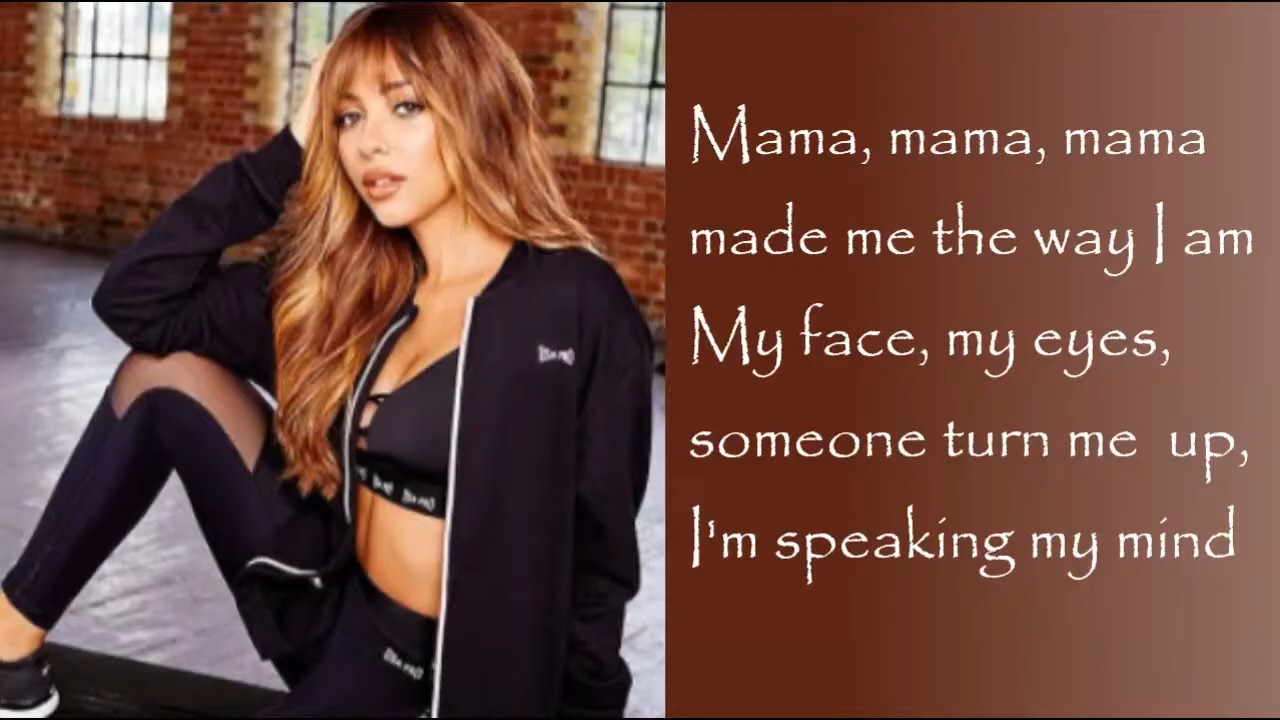 Mama, mama, mama
made me the way I am
My face, my eyes,
someone turn me up,
I'm speaking my mind